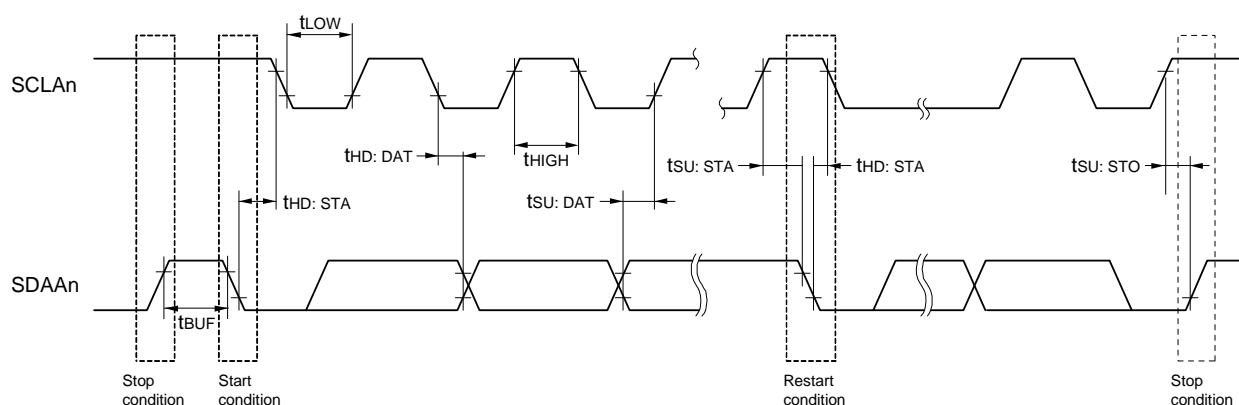 tLOW
SCLAn
tHD: DAT
tHIGH
tSU: STA
tHD: STA
tSU: STO
tHD: STA
tSU: DAT
SDAAn
tBUF
Stop
condition
Start
condition
Restart
condition
Stop
condition